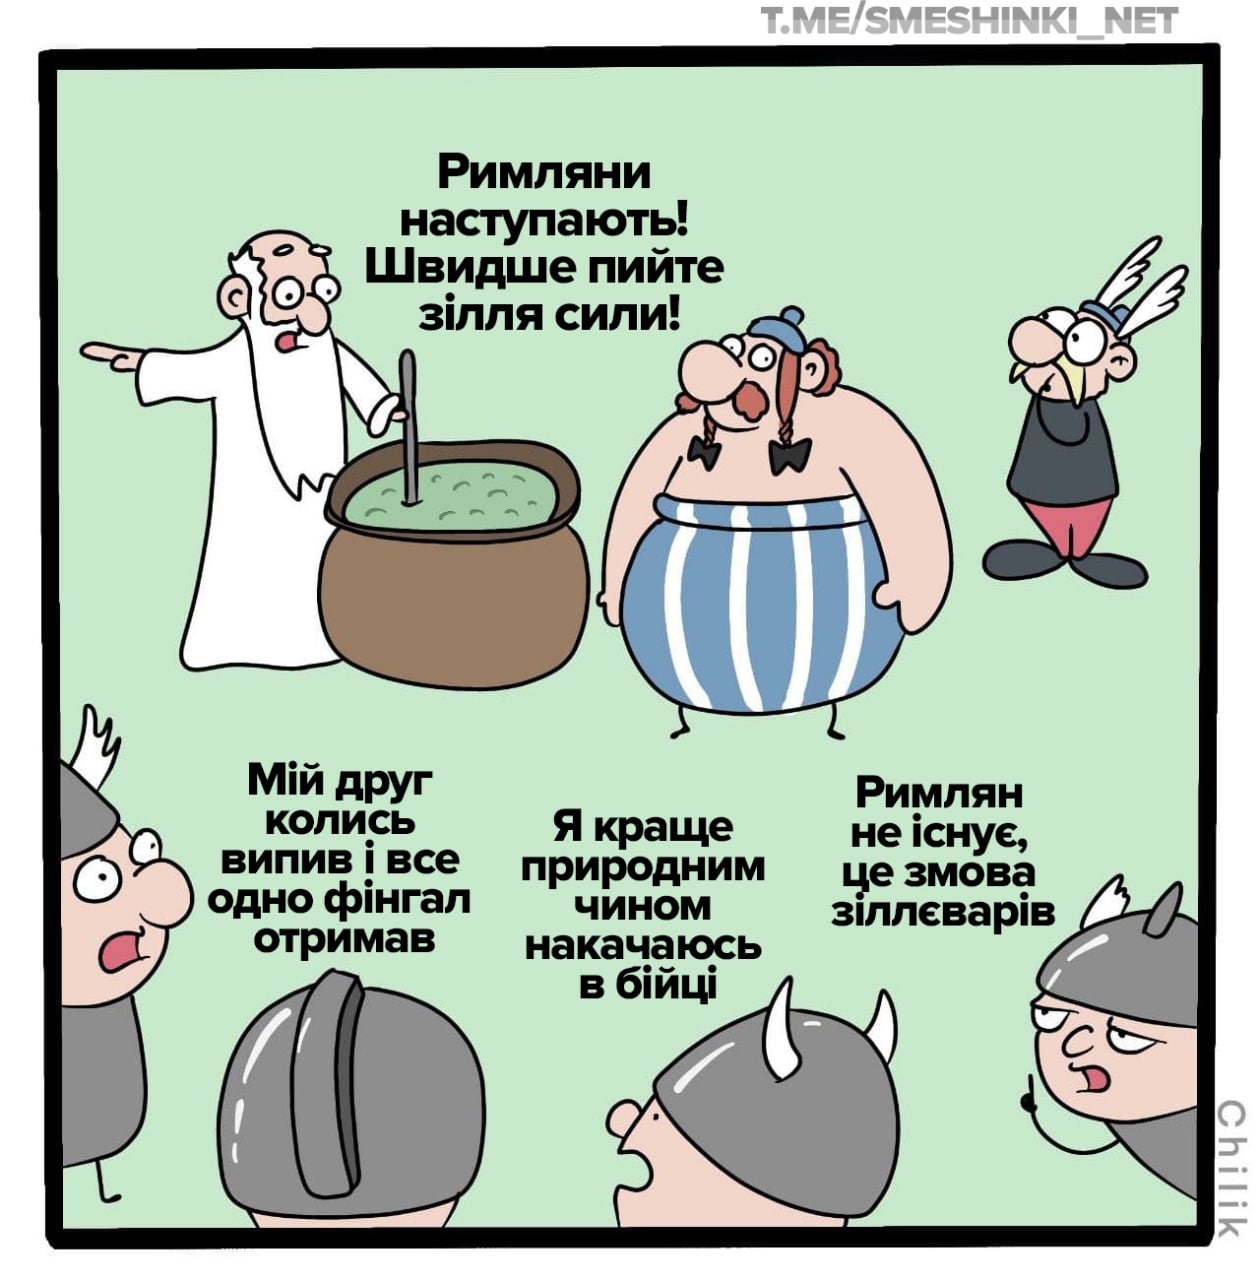 T.ME/SMESHINKI_NET
Римляни
наступають!
Швидше пийте
зілля сили!
Мій друг
колись
випив і все
одно фінгал
отримав
Я краще
природним
чином
накачаюсь
в бійці
Римлян
не існує,
це змова
зіллєварів
Chilik